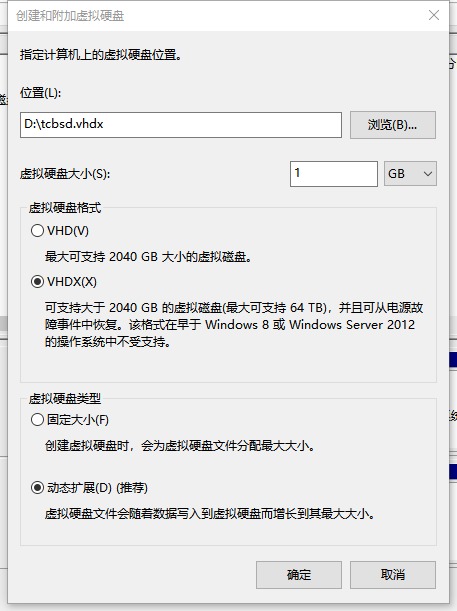 创建和附加虚拟硬盘
指定计算机上的虚拟硬盘位置。
位置(L):
D:\tcbsd.vhdx
浏览(B)...
虚拟硬盘大小(S):
1
GB
虚拟硬盘格式
VHD(V)
最大可支持 2040 GB 大小的虚拟磁盘。
VHDX(X)
可支持大于 2040 GB 的虚拟磁盘(最大可支持 64 TB)，并且可从电源故
障事件中恢复。该格式在早于 Windows 8 或 Windows Server 2012
的操作系统中不受支持。
虚拟硬盘类型
固定大小(F)
创建虚拟硬盘时，会为虚拟硬盘文件分配最大大小。
动态扩展(D) (推荐)
虚拟硬盘文件会随着数据写入到虚拟硬盘而增长到其最大大小。
确定
取消